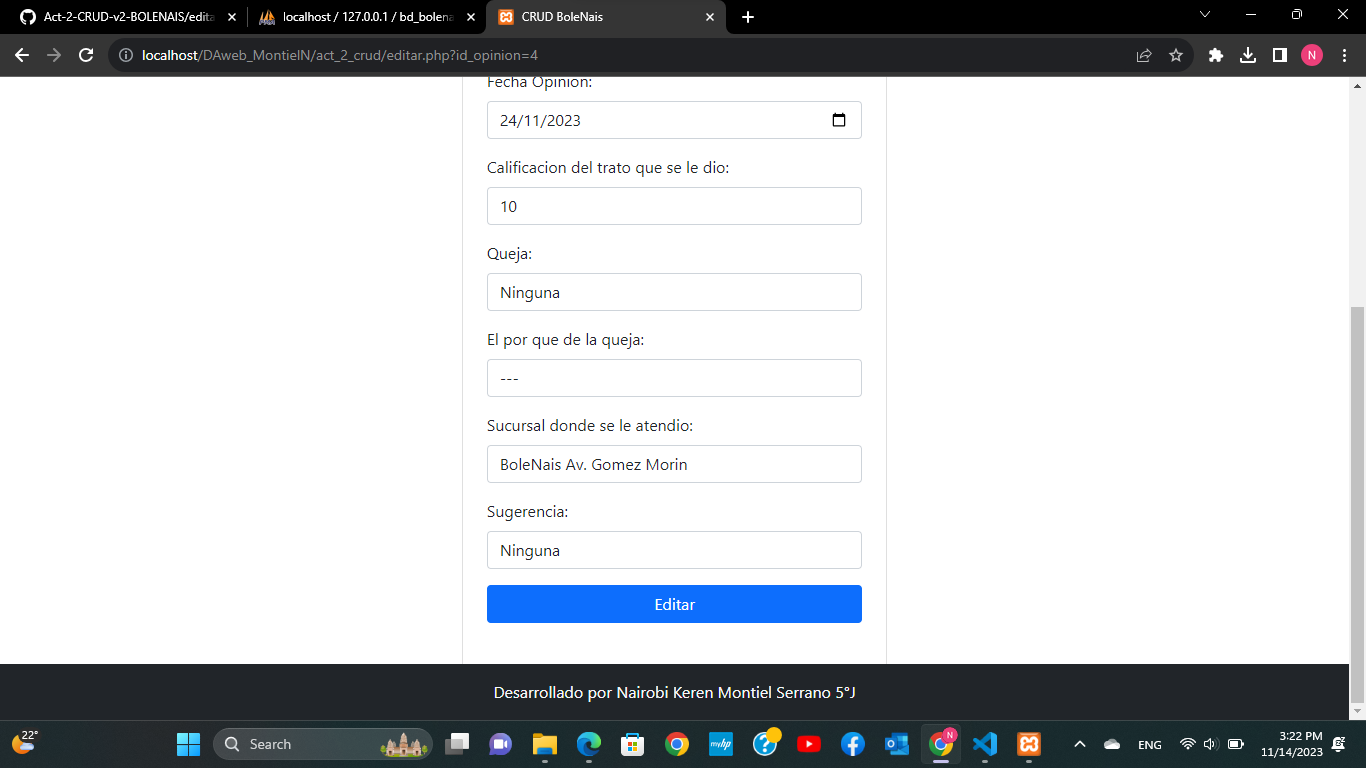 Act-2-CRUD-v2-BOLENAIS/edita
localhost / 127.0.0.1 / bd_bolena
CRUD BoleNais
localhost/DAweb_MontielN/act_2_crud/editar.php?id_opinion=4
N
Fecha Opinion:
24/11/2023
Calificacion del trato que se le dio:
10
Queja:
Ninguna
El por que de la queja:
---
Sucursal donde se le atendio:
BoleNais Av. Gomez Morin
Sugerencia:
Ninguna
Editar
Desarrollado por Nairobi Keren Montiel Serrano 5°J
22°
Search
myhp
N
ENG
3:22 PM
11/14/2023